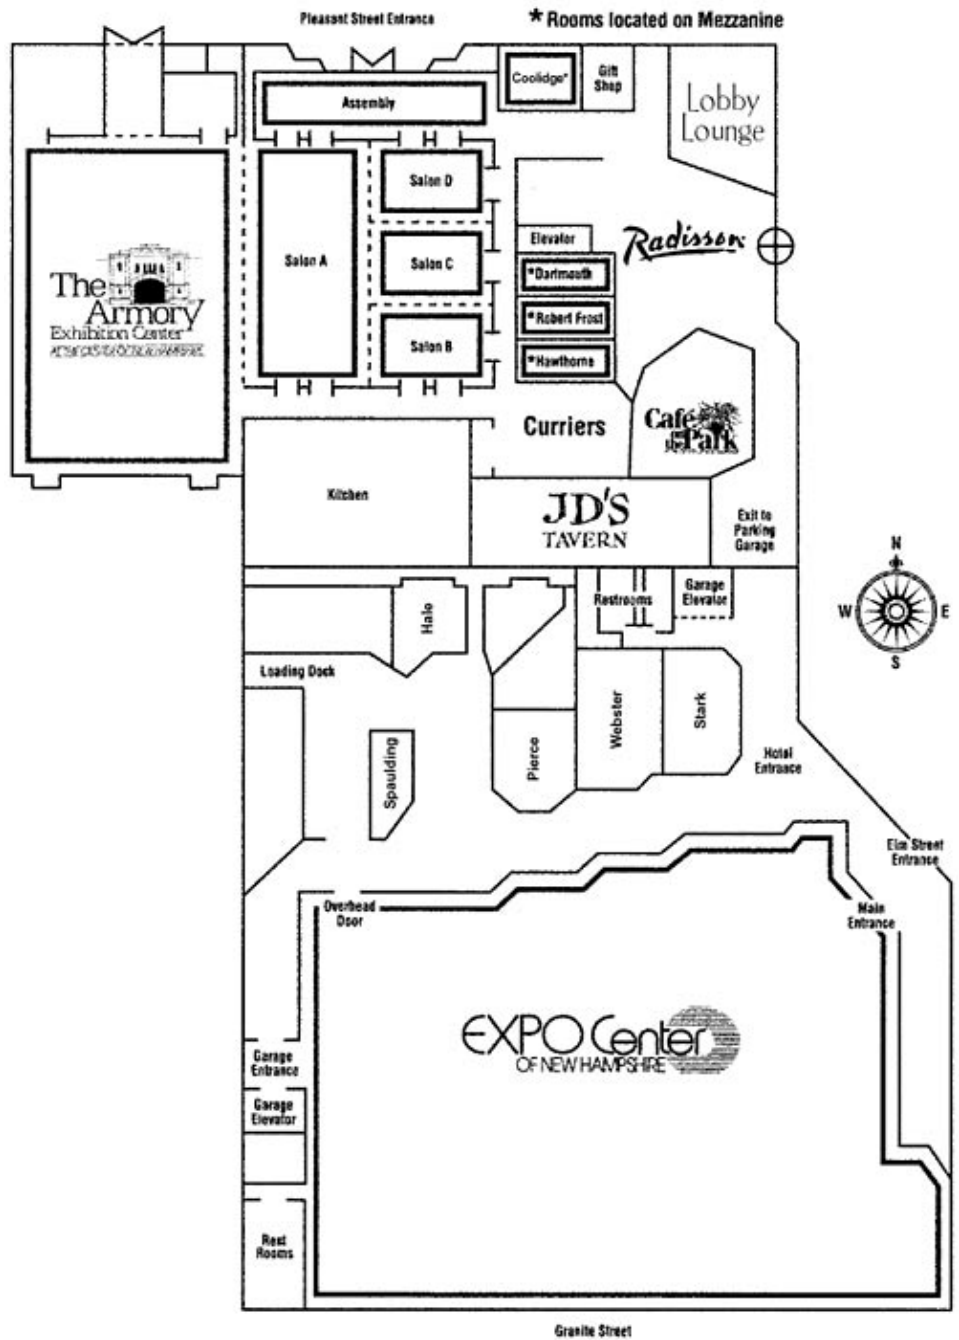 Pleasant Street Entrance
* Rooms located on Mezzanine
Coolidge*
Gift
Shop
Lobby
Lounge
Assembly
Salon D
Salon A
Salon C
Salon B
Elevator
*Dartmouth
*Robert Frost
*Hawthorne
Radisson
The
Armory
Exhibition Center
Curriers
Café
Park
Kitchen
JD'S
TAVERN
Exit to
Parking
Garage
N
W
E
S
Restrooms
Garage
Elevator
Hale
Loading Dock
Spaulding
Pierce
Webster
Stark
Hotel
Entrance
Elm Street
Entrance
Overhead
Door
Main
Entrance
EXPO Center
OF NEW HAMPSHIRE
Garage
Entrance
Garage
Elevator
Rest
Rooms
Granite Street